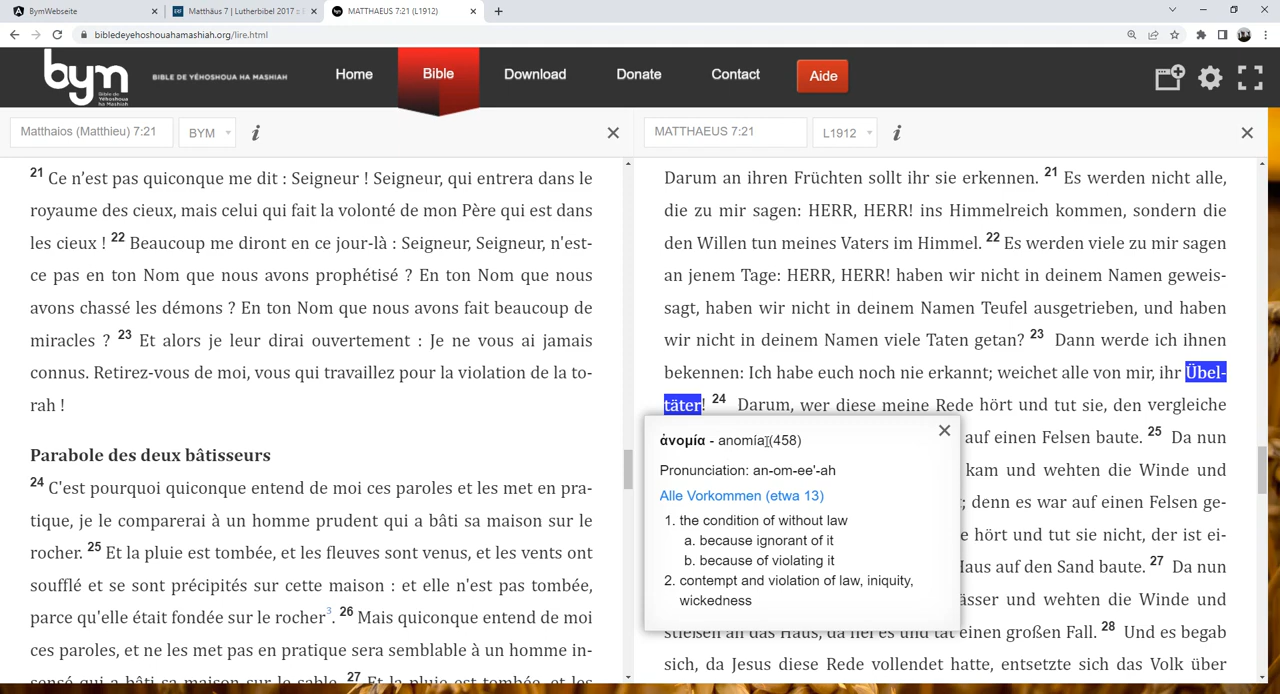 BymWebseite
Matthäus 7 | Lutherbibel 2017 ::
MATTHAEUS 7:21 (L1912)
bibledeyehoshouahamashiah.org/lire.html
bym
Bible de
Yéhoshoua
ha Mashiah
BIBLE DE YÉHOSHOUA HA MASHIAH
Home
Bible
Download
Donate
Contact
Aide
Matthaios (Matthieu) 7:21
BYM
i
MATTHAEUS 7:21
L1912
i
21 Ce n'est pas quiconque me dit : Seigneur ! Seigneur, qui entrera dans le
royaume des cieux, mais celui qui fait la volonté de mon Père qui est dans
les cieux ! 22 Beaucoup me diront en ce jour-là : Seigneur, Seigneur, n'est-
ce pas en ton Nom que nous avons prophétisé ? En ton Nom que nous
avons chassé les démons ? En ton Nom que nous avons fait beaucoup de
miracles ? 23 Et alors je leur dirai ouvertement : Je ne vous ai jamais
connus. Retirez-vous de moi, vous qui travaillez pour la violation de la to-
rah !
Parabole des deux bâtisseurs
24 C'est pourquoi quiconque entend de moi ces paroles et les met en pra-
tique, je le comparerai à un homme prudent qui a bâti sa maison sur le
rocher. 25 Et la pluie est tombée, et les fleuves sont venus, et les vents ont
soufflé et se sont précipités sur cette maison : et elle n'est pas tombée,
parce qu'elle était fondée sur le rocher3. 26 Mais quiconque entend de moi
ces paroles, et ne les met pas en pratique sera semblable à un homme in-
sensé qui a bâti sa maison sur le sable. 27 Et la pluie est tombée, et les
Darum an ihren Früchten sollt ihr sie erkennen. 21 Es werden nicht alle,
die zu mir sagen: HERR, HERR! ins Himmelreich kommen, sondern die
den Willen tun meines Vaters im Himmel. 22 Es werden viele zu mir sagen
an jenem Tage: HERR, HERR! haben wir nicht in deinem Namen geweis-
sagt, haben wir nicht in deinem Namen Teufel ausgetrieben, und haben
wir nicht in deinem Namen viele Taten getan? 23 Dann werde ich ihnen
bekennen: Ich habe euch noch nie erkannt; weichet alle von mir, ihr Übel-
täter! 24 Darum, wer diese meine Rede hört und tut sie, den vergleiche
auf einen Felsen baute. 25 Da nun
kam und wehten die Winde und
; denn es war auf einen Felsen ge-
e hört und tut sie nicht, der ist ei-
Haus auf den Sand baute. 27 Da nun
ässer und wehten die Winde und
stießen an das Haus, da fiel es und tat einen großen Fall. 28 Und es begab
sich, da Jesus diese Rede vollendet hatte, entsetzte sich das Volk über
ἀνομία - anomía (458)
Pronunciation: an-om-ee'-ah
Alle Vorkommen (etwa 13)
1. the condition of without law
a. because ignorant of it
b. because of violating it
2. contempt and violation of law, iniquity,
wickedness